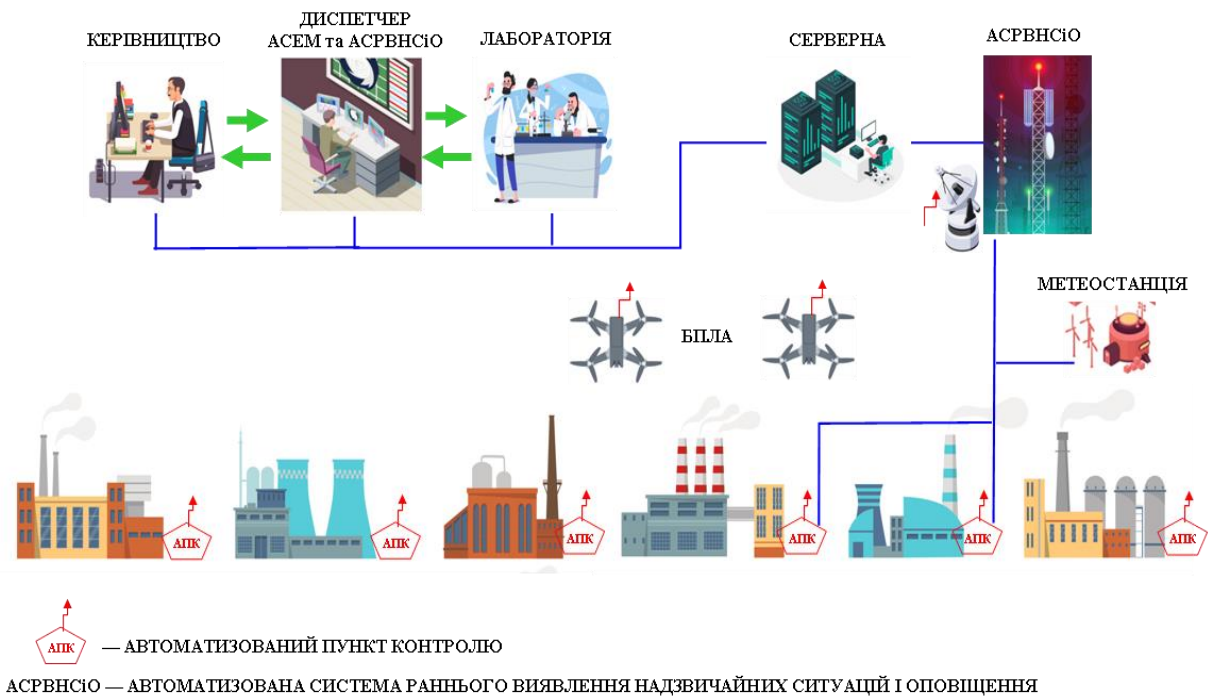 КЕРІВНИЦТВО
ДИСПЕТЧЕР
АСЕМ та АСРВНСіО
ЛАБОРАТОРІЯ
СЕРВЕРНА
АСРВНСіО
МЕТЕОСТАНЦІЯ
БПЛА
АПК
АПК
АПК
АПК
АПК
АПК
АПК — АВТОМАТИЗОВАНИЙ ПУНКТ КОНТРОЛЮ
АСРВНСіО — АВТОМАТИЗОВАНА СИСТЕМА РАННЬОГО ВИЯВЛЕННЯ НАДЗВИЧАЙНИХ СИТУАЦІЙ І ОПОВІЩЕННЯ